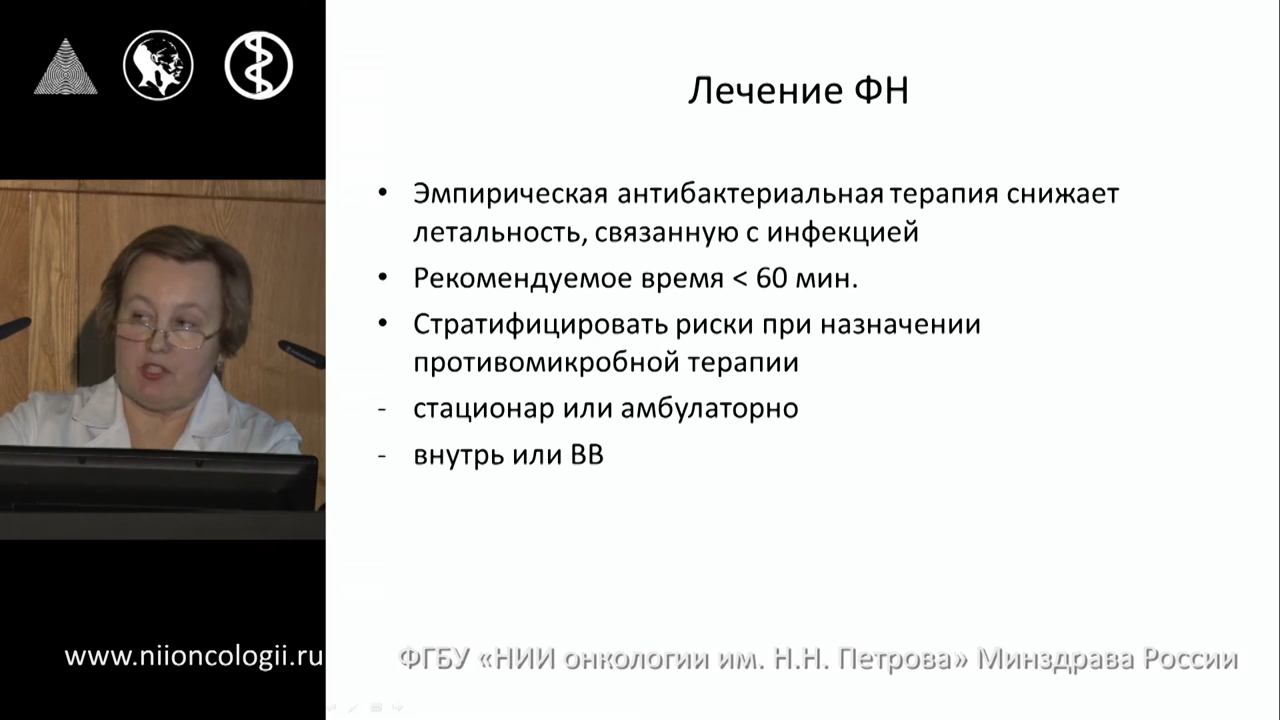 Лечение ФН
• Эмпирическая антибактериальная терапия снижает
летальность, связанную с инфекцией
• Рекомендуемое время < 60 мин.
• Стратифицировать риски при назначении
противомикробной терапии
- стационар или амбулаторно
- внутрь или ВВ
www.niioncologii.ru
ФГБУ «НИИ онкологии им. Н.Н. Петрова» Минздрава России